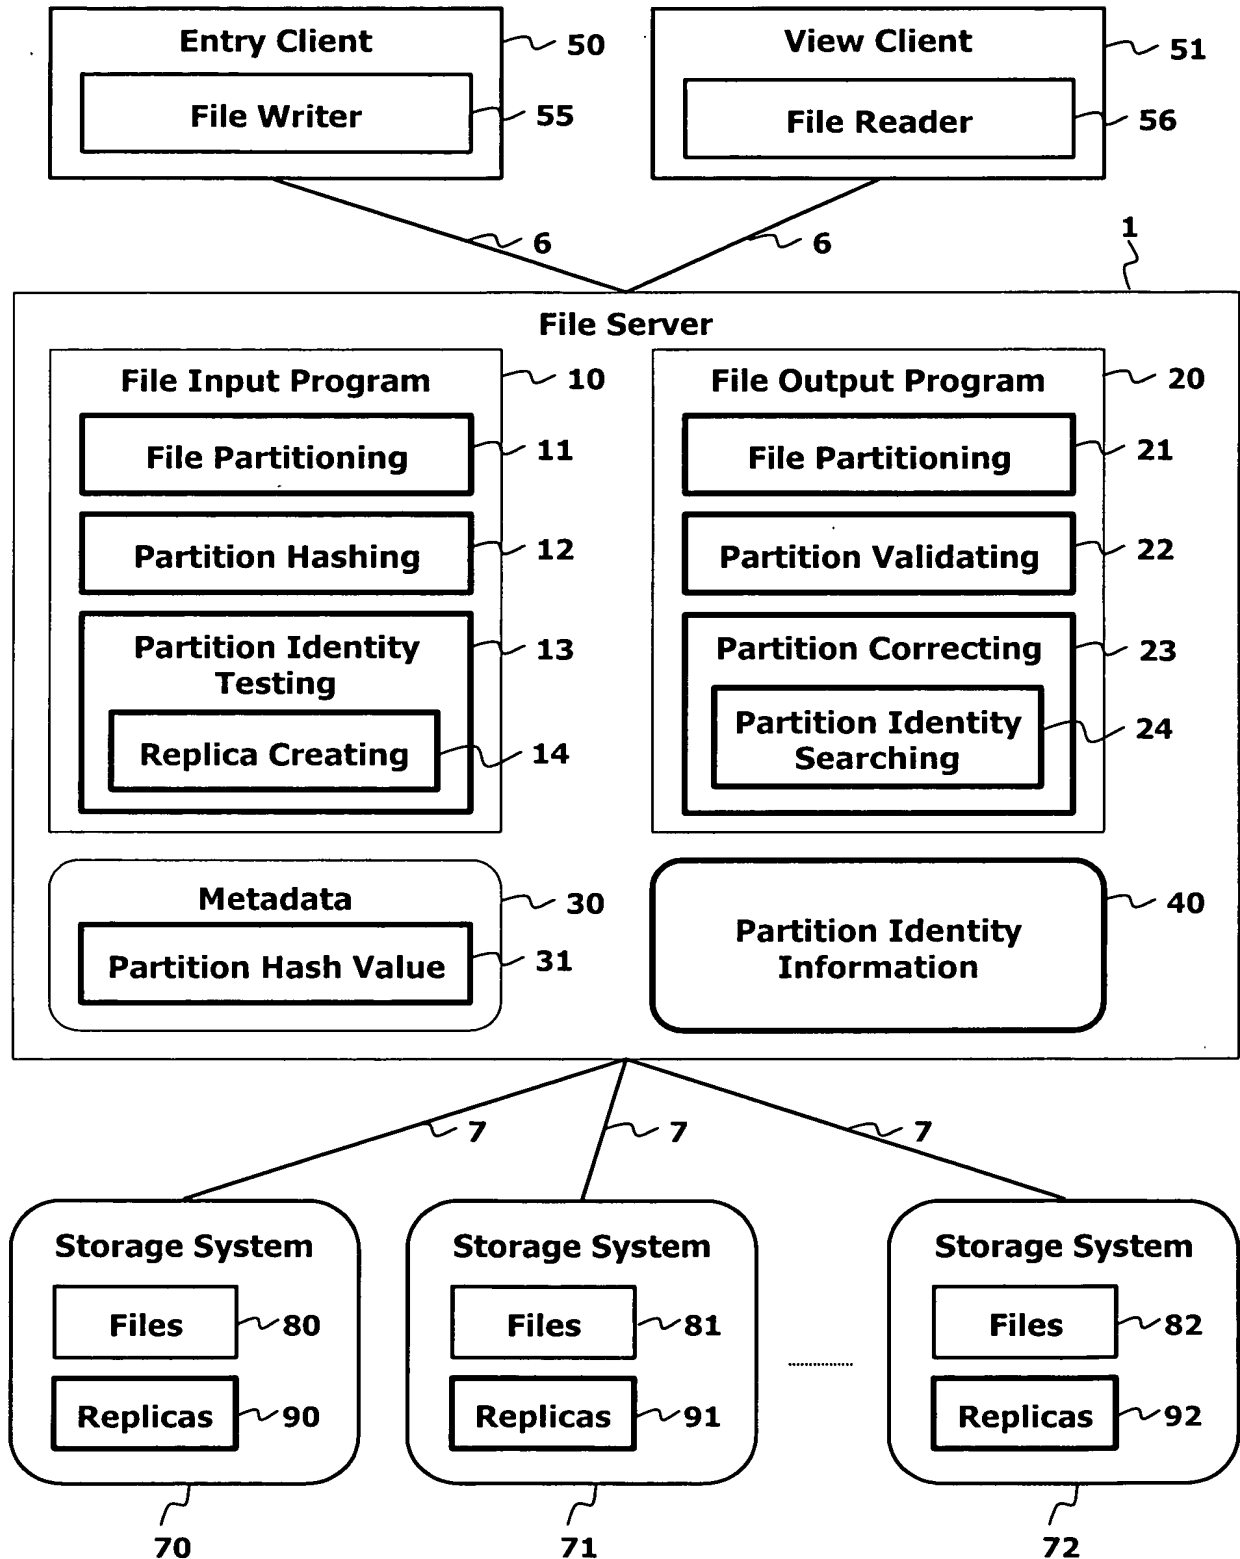 Entry Client
50
File Writer
55
View Client
51
File Reader
56
6
6
1
File Server
File Input Program
10
File Partitioning
11
Partition Hashing
12
Partition Identity
Testing
13
Replica Creating
14
File Output Program
20
File Partitioning
21
Partition Validating
22
Partition Correcting
23
Partition Identity
Searching
24
Metadada
30
Partition Hash Value
31
Partition Identity
Information
40
7
7
7
Storage System
Files
80
Replicas
90
70
Storage System
Files
81
Replicas
91
71
Storage System
Files
82
Replicas
92
72